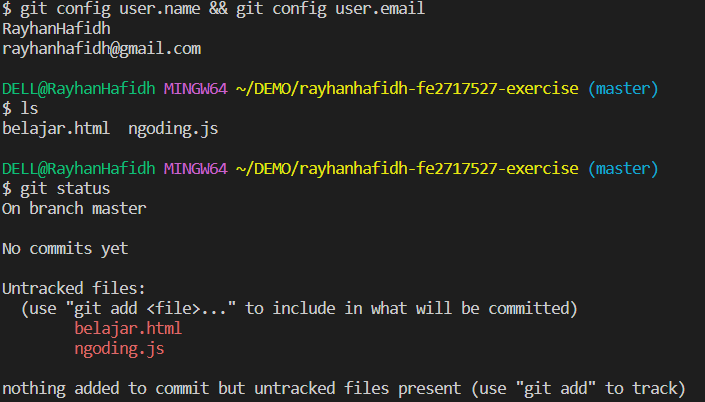 $ git config user.name && git config user.email
RayhanHafidh
rayhanhafidh@gmail.com
DELL@RayhanHafidh MINGW64 ~/DEMO/rayhanhafidh-fe2717527-exercise (master)
$ ls
belajar.html  ngoding.js
DELL@RayhanHafidh MINGW64 ~/DEMO/rayhanhafidh-fe2717527-exercise (master)
$ git status
On branch master
No commits yet
Untracked files:
  (use "git add <file>..." to include in what will be committed)
        belajar.html
        ngoding.js
nothing added to commit but untracked files present (use "git add" to track)